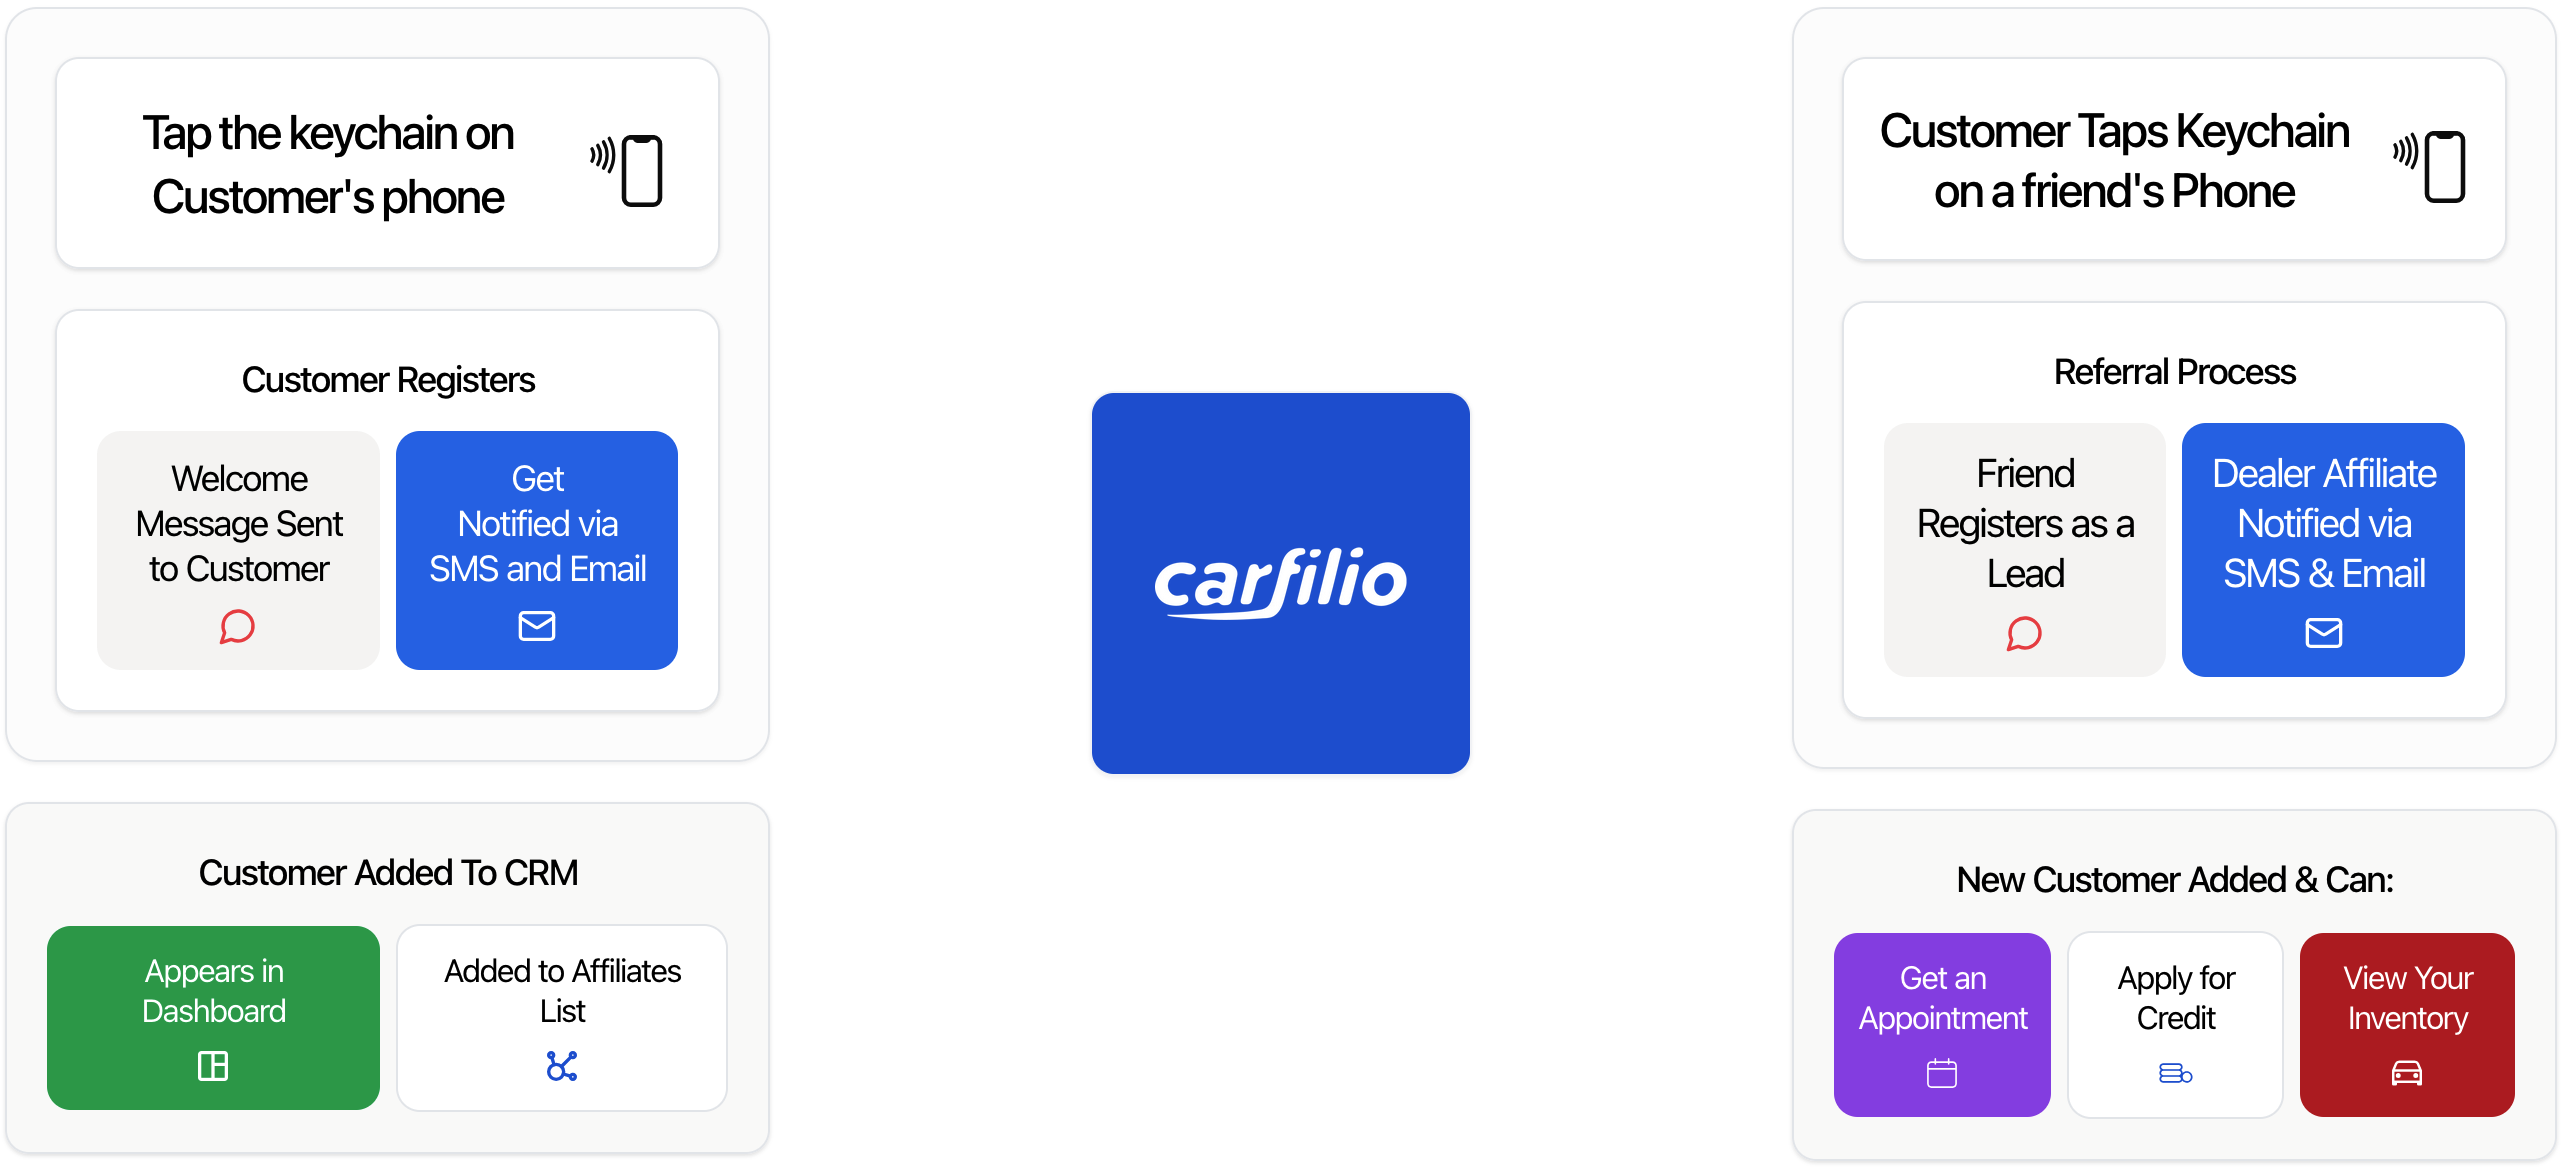 Tap the keychain on
Customer's phone
Customer Registers
Welcome
Message Sent
to Customer
Get
Notified via
SMS and Email
Customer Added To CRM
Appears in
Dashboard
Added to Affiliates
List
carfilio
Customer Taps Keychain
on a friend's Phone
Referral Process
Friend
Registers as a
Lead
Dealer Affiliate
Notified via
SMS & Email
New Customer Added & Can:
Get an
Appointment
Apply for
Credit
View Your
Inventory